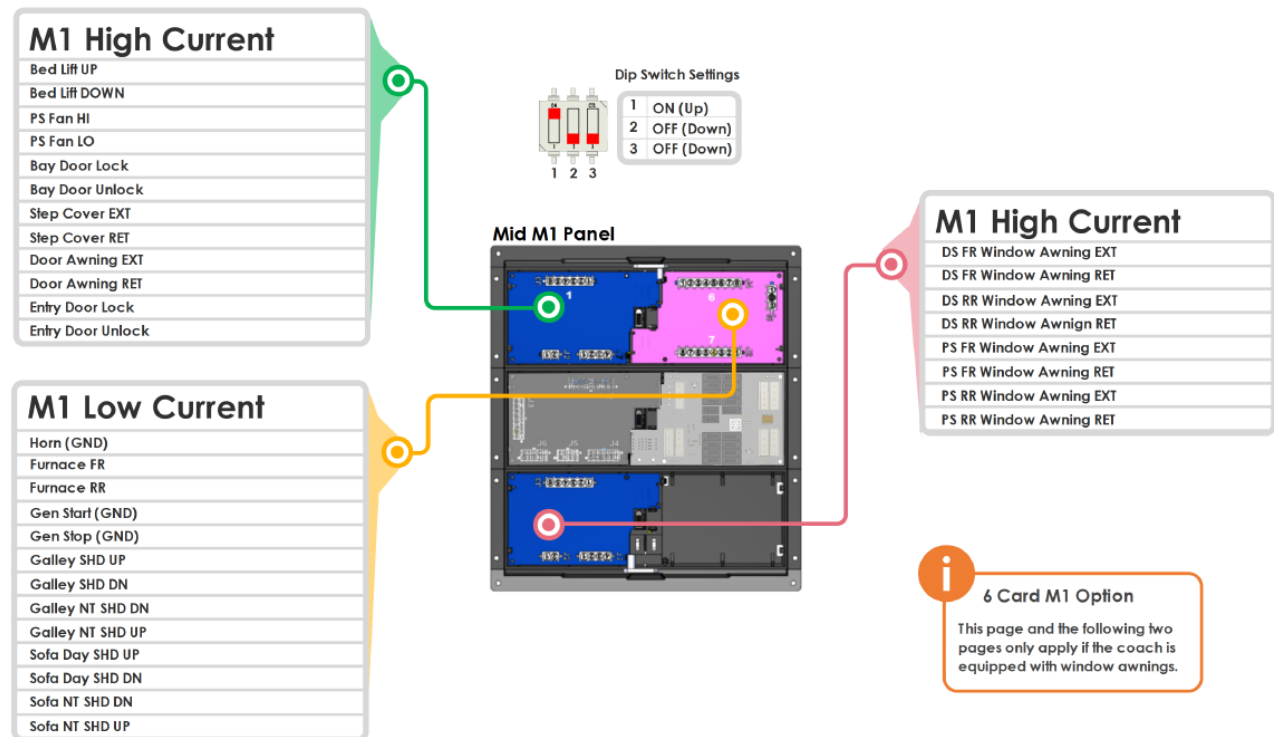 M1 High Current
Bed Lift UP
Bed Lift DOWN
PS Fan HI
PS Fan LO
Bay Door Lock
Bay Door Unlock
Step Cover EXT
Step Cover RET
Door Awning EXT
Door Awning RET
Entry Door Lock
Entry Door Unlock
M1 Low Current
Horn (GND)
Furnace FR
Furnace RR
Gen Start (GND)
Gen Stop (GND)
Galley SHD UP
Galley SHD DN
Galley NT SHD DN
Galley NT SHD UP
Sofa Day SHD UP
Sofa Day SHD DN
Sofa NT SHD DN
Sofa NT SHD UP
Dip Switch Settings
1 ON (Up)
2 OFF (Down)
3 OFF (Down)
1 2 3
Mid M1 Panel
1
6
7
J6 J5 J4
M1 High Current
DS FR Window Awning EXT
DS FR Window Awning RET
DS RR Window Awning EXT
DS RR Window Awnign RET
PS FR Window Awning EXT
PS FR Window Awning RET
PS RR Window Awning EXT
PS RR Window Awning RET
i
6 Card M1 Option
This page and the following two
pages only apply if the coach is
equipped with window awnings.